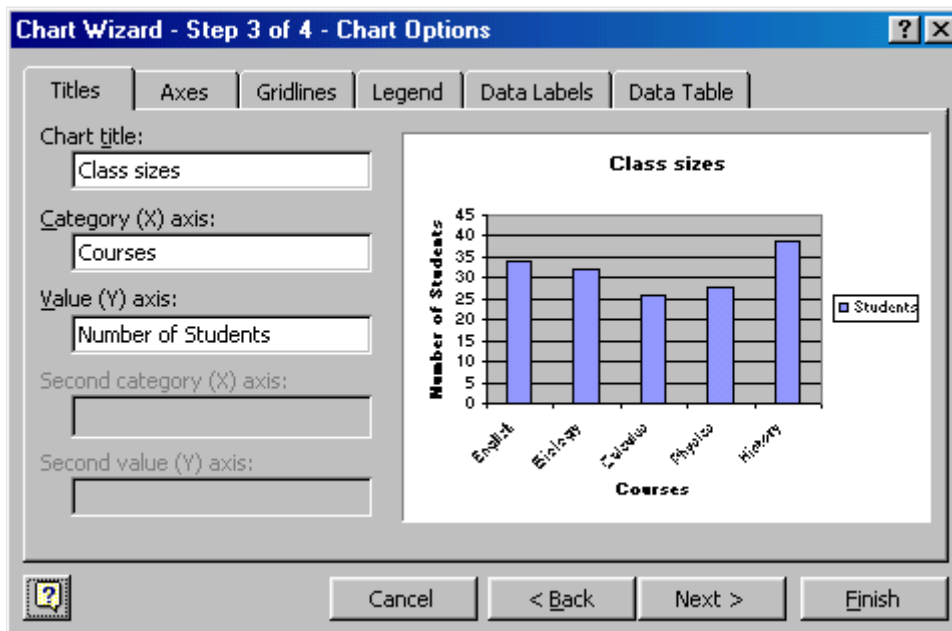 Chart Wizard - Step 3 of 4 - Chart Options
Titles Axes Gridlines Legend Data Labels Data Table
Chart title:
Class sizes
Category (X) axis:
Courses
Value (Y) axis:
Number of Students
Second category (X) axis:
Second value (Y) axis:
Class sizes
Number of Students
45
40
35
30
25
20
15
10
5
0
English Biology Calculus Physics History
Courses
Students
Cancel < Back Next > Finish